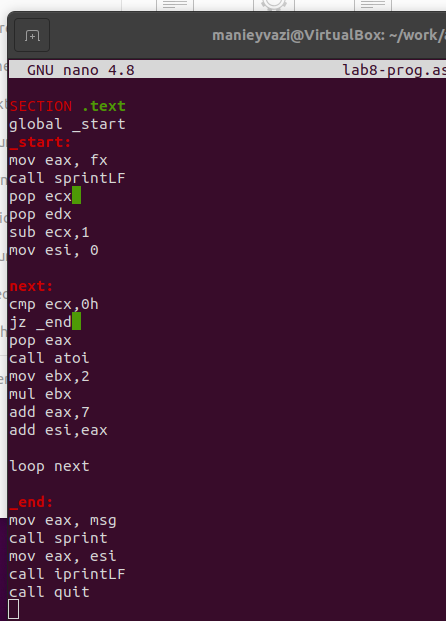 manieyvazi@VirtualBox: ~/work/a
GNU nano 4.8 lab8-prog.as
SECTION .text
global _start
_start:
mov eax, fx
call sprintLF
pop ecx
pop edx
sub ecx,1
mov esi, 0
next:
cmp ecx,0h
jz _end
pop eax
call atoi
mov ebx,2
mul ebx
add eax,7
add esi,eax
loop next
_end:
mov eax, msg
call sprint
mov eax, esi
call iprintLF
call quit